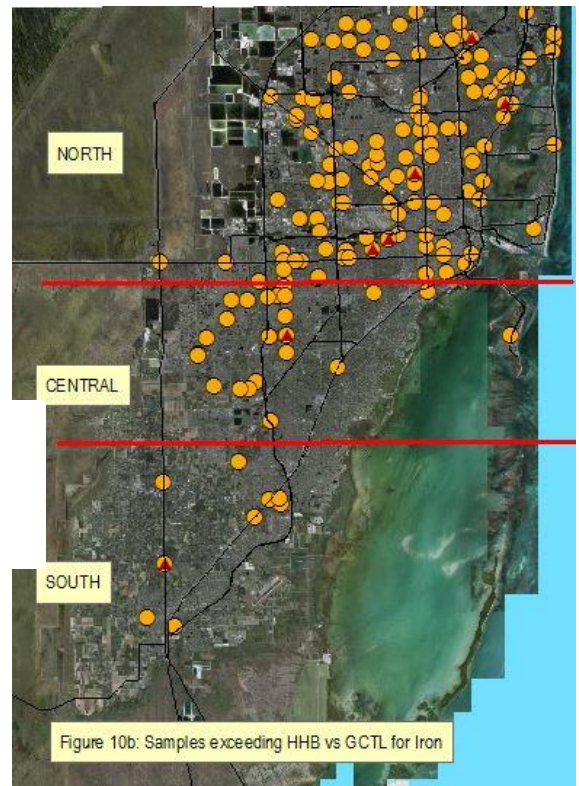 NORTH
CENTRAL
SOUTH
Figure 10b: Samples exceeding HHB vs GCTL for Iron